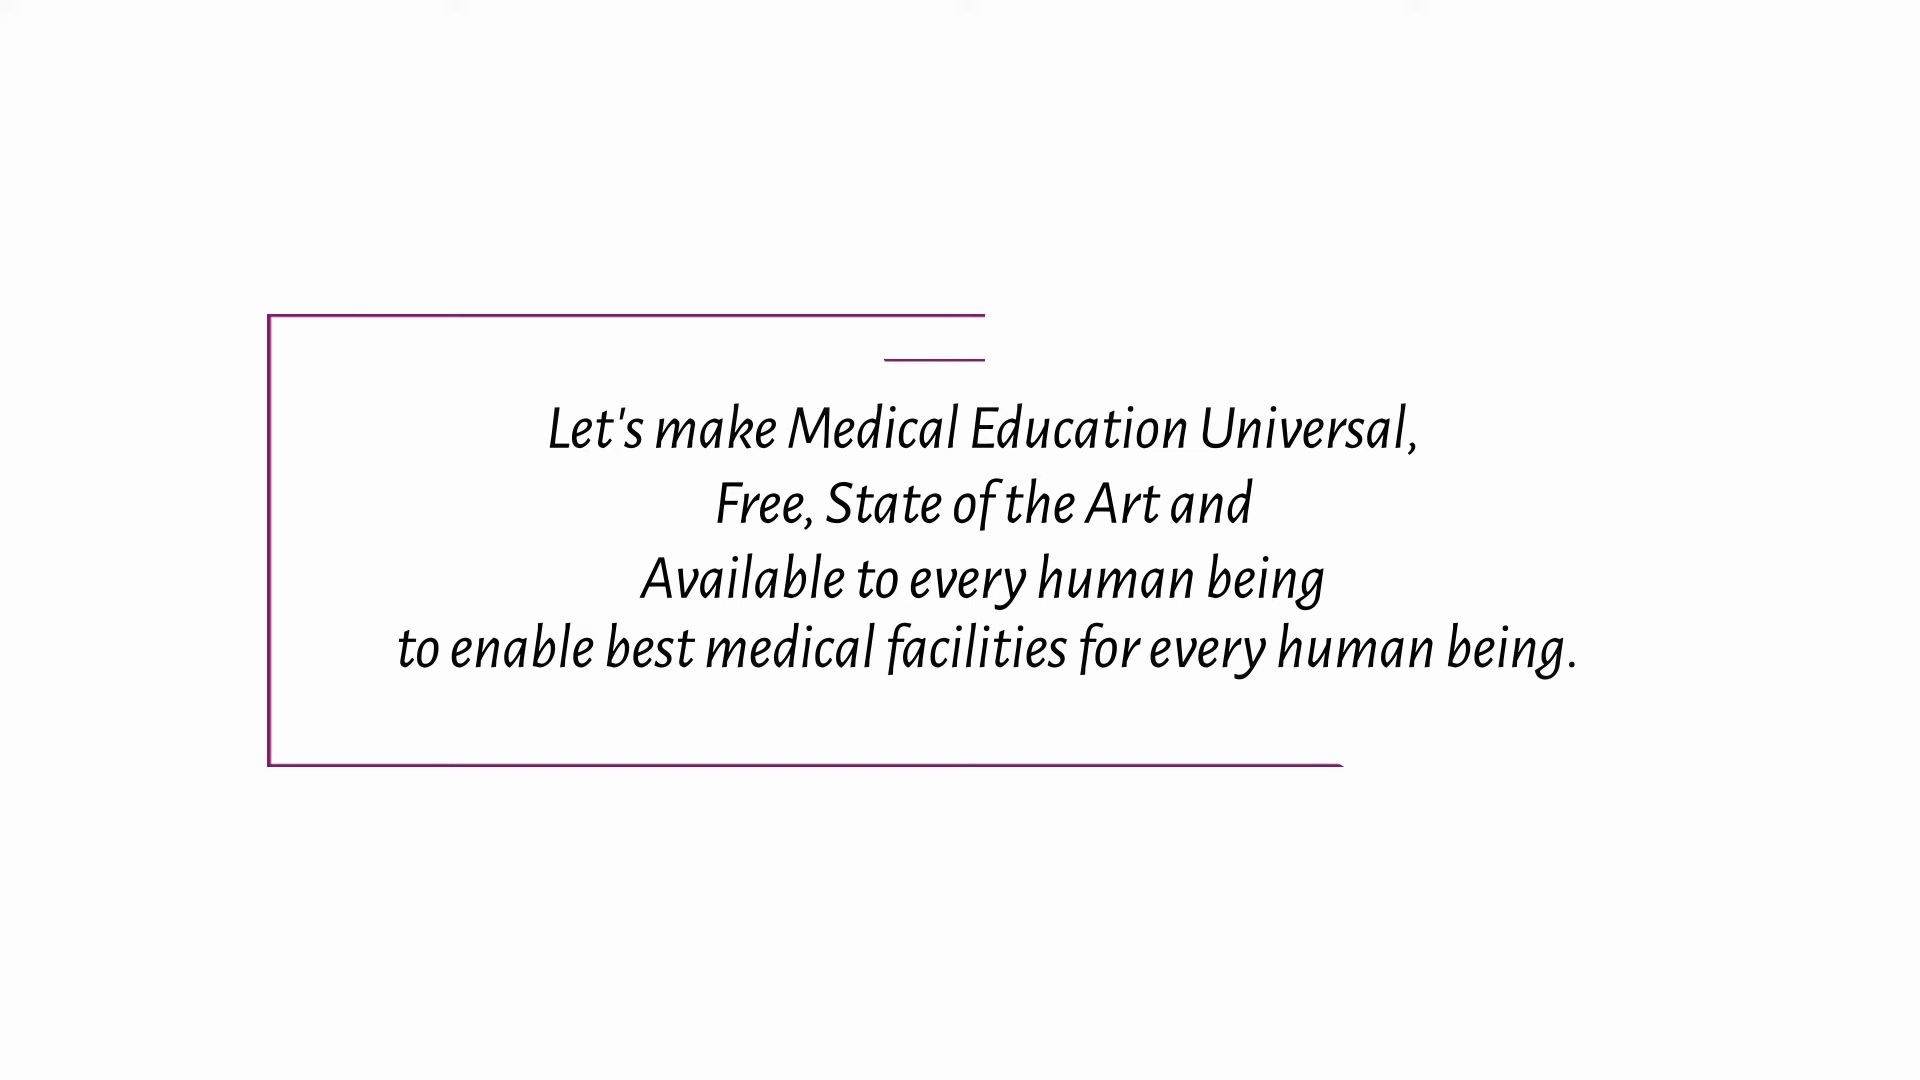 Let's make Medical Education Universal,
Free, State of the Art and
Available to every human being
to enable best medical facilities for every human being.